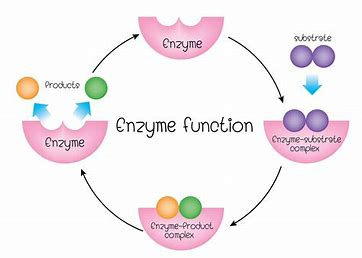 Enzyme
substrate
Products
Enzyme function
Enzyme
Enzyme-substrate
complex
Enzyme-Product
complex